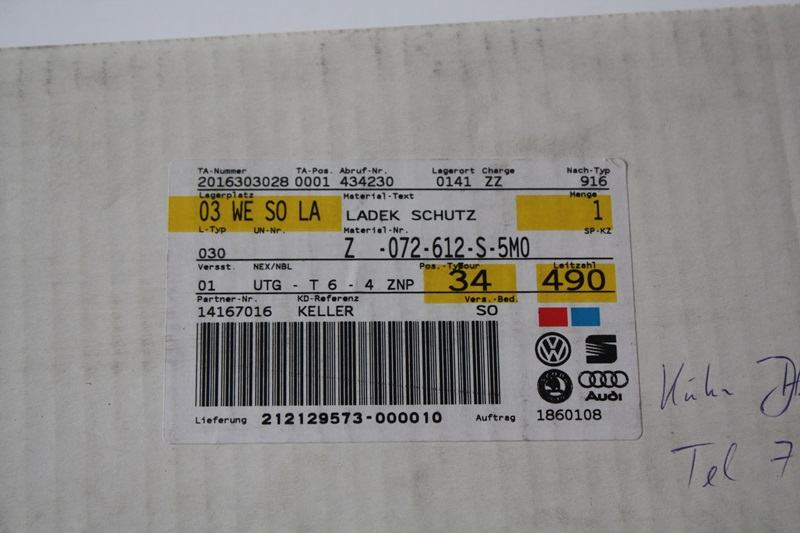 TA-Nummer TA-Pos. Abruf-Nr. Lagerort Charge Nach-Typ
2016303028 0001 434230 0141 ZZ 916
Lagerplatz Material-Text Menge
03 WE SO LA LADEK SCHUTZ 1
L-Typ UN-Nr. Material-Nr. SP-KZ
030 Z -072-612-S-5M0
Versst. NEX/NBL Pos.-Typ Tour Leitzahl
01 UTG - T 6 - 4 ZNP 34 490
Partner-Nr. KD-Referenz Vers.-Bed.
14167016 KELLER SO
Audi
Lieferung 212129573-000010 Auftrag 1860108
Tel 7